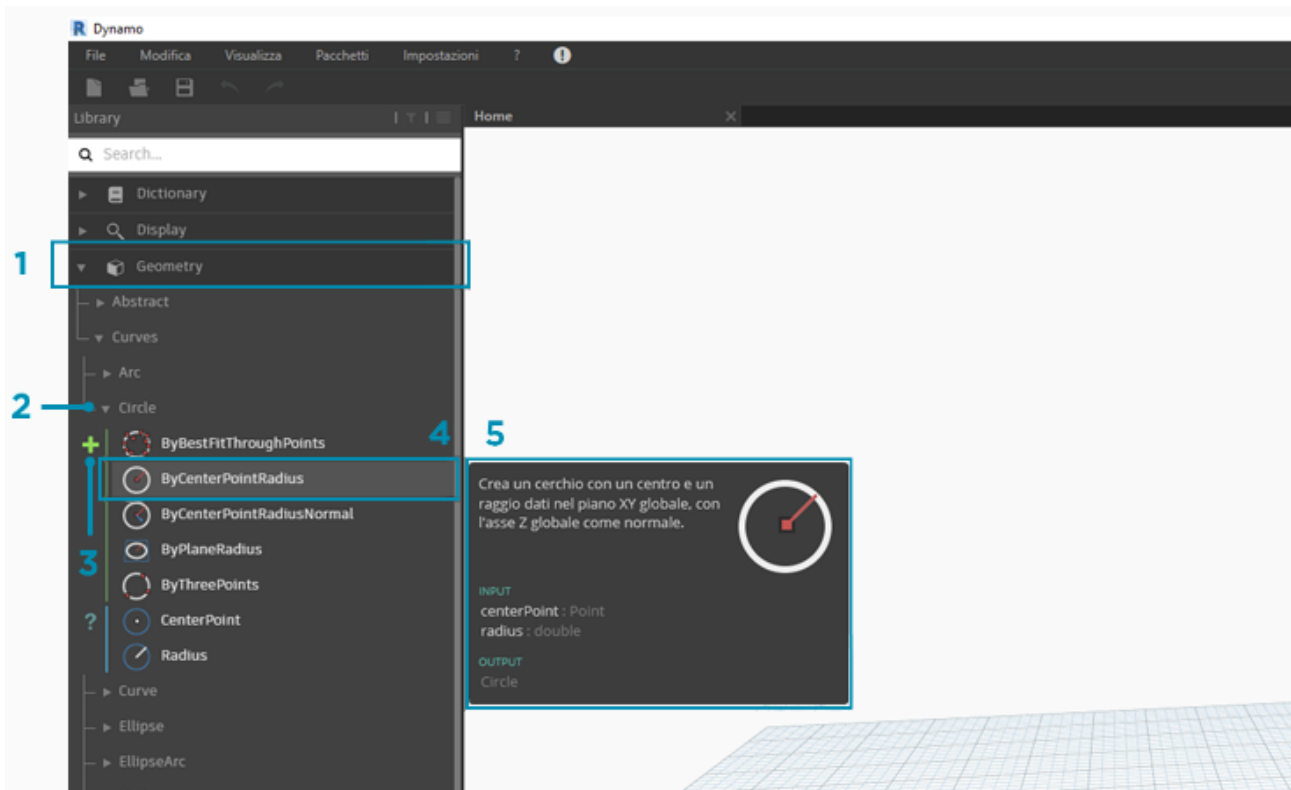 R Dynamo
File Modifica Visualizza Pacchetti Impostazioni ?
Library
Home
Search...
Dictionary
Display
1
Geometry
Abstract
Curves
Arc
2
Circle
ByBestFitThroughPoints
4
5
ByCenterPointRadius
ByCenterPointRadiusNormal
3
ByPlaneRadius
ByThreePoints
?
CenterPoint
Radius
Curve
Ellipse
EllipseArc
Crea un cerchio con un centro e un
raggio dati nel piano XY globale, con
l'asse Z globale come normale.
INPUT
centerPoint : Point
radius : double
OUTPUT
Circle